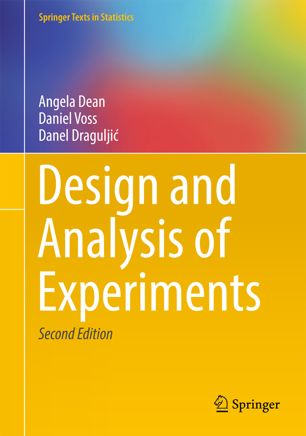 Springer Texts in Statistics
Angela Dean
Daniel Voss
Danel Draguljić
Design and
Analysis of
Experiments
Second Edition
Springer